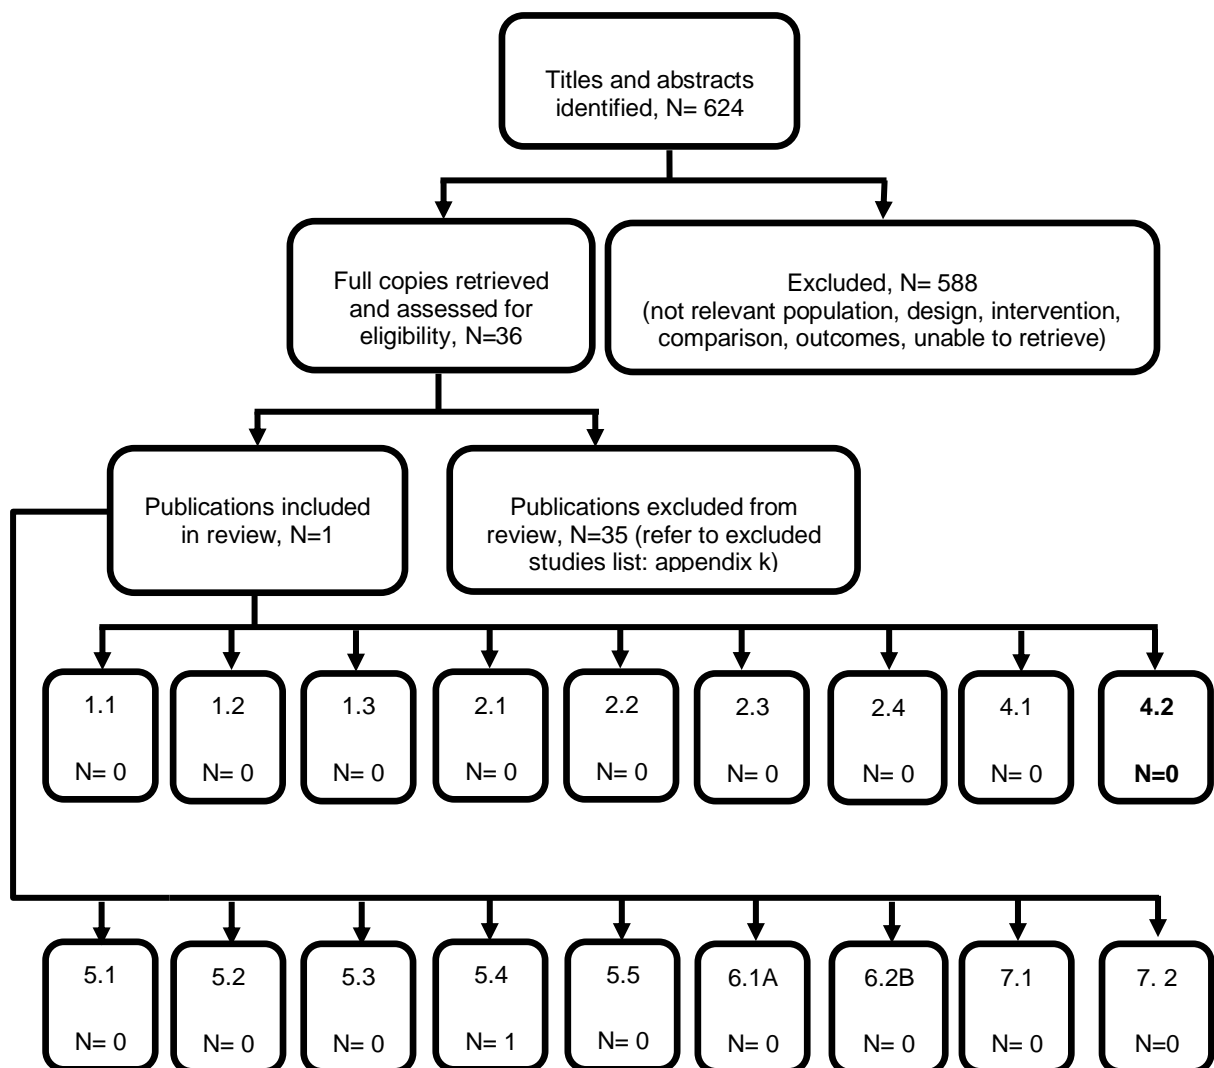 Titles and abstracts
identified, N= 624
Full copies retrieved
and assessed for
eligibility, N=36
Excluded, N= 588
(not relevant population, design, intervention,
comparison, outcomes, unable to retrieve)
Publications included
in review, N=1
Publications excluded from
review, N=35 (refer to excluded
studies list: appendix k)
1.1
N= 0
1.2
N= 0
1.3
N= 0
2.1
N= 0
2.2
N= 0
2.3
N= 0
2.4
N= 0
4.1
N= 0
4.2
N=0
5.1
N= 0
5.2
N= 0
5.3
N= 0
5.4
N= 1
5.5
N= 0
6.1A
N= 0
6.2B
N= 0
7.1
N= 0
7. 2
N=0